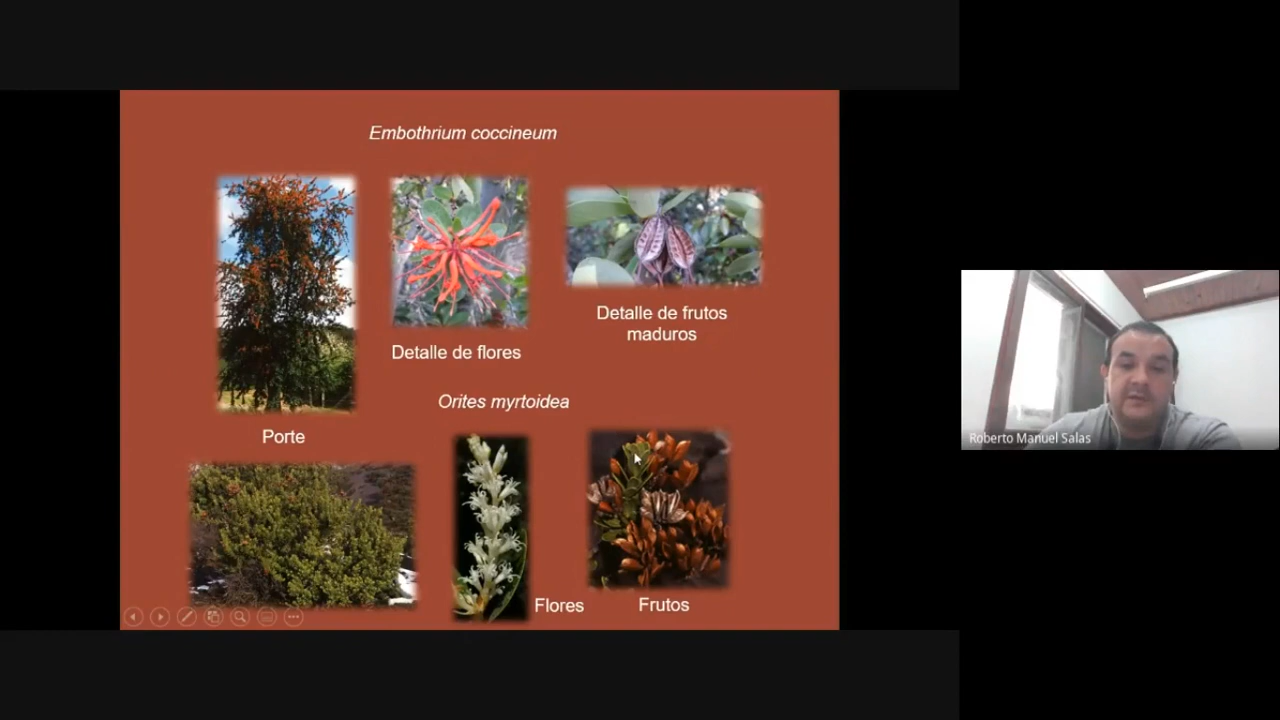 Embothrium coccineum
Detalle de frutos
maduros
Detalle de flores
Orites myrtoidea
Porte
Roberto Manuel Salas
Flores
Frutos